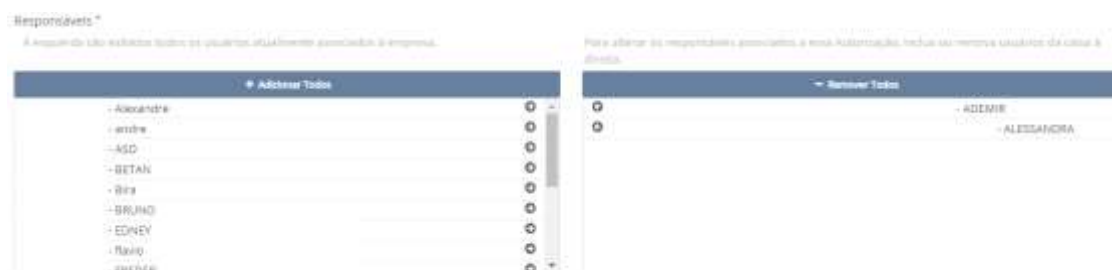 Responsáveis *
À esquerda são exibidos todos os usuários atualmente associados à empresa.
Para alterar os responsáveis associados a essa Autorização, inclua ou remova usuários da caixa à
direita.
+ Adicionar Todos
- Alexandre
- andre
- ASO
- BETAN
- Bira
- BRUNO
- EDNEY
- flavio
− Remover Todos
- ADEMIR
- ALESSANDRA